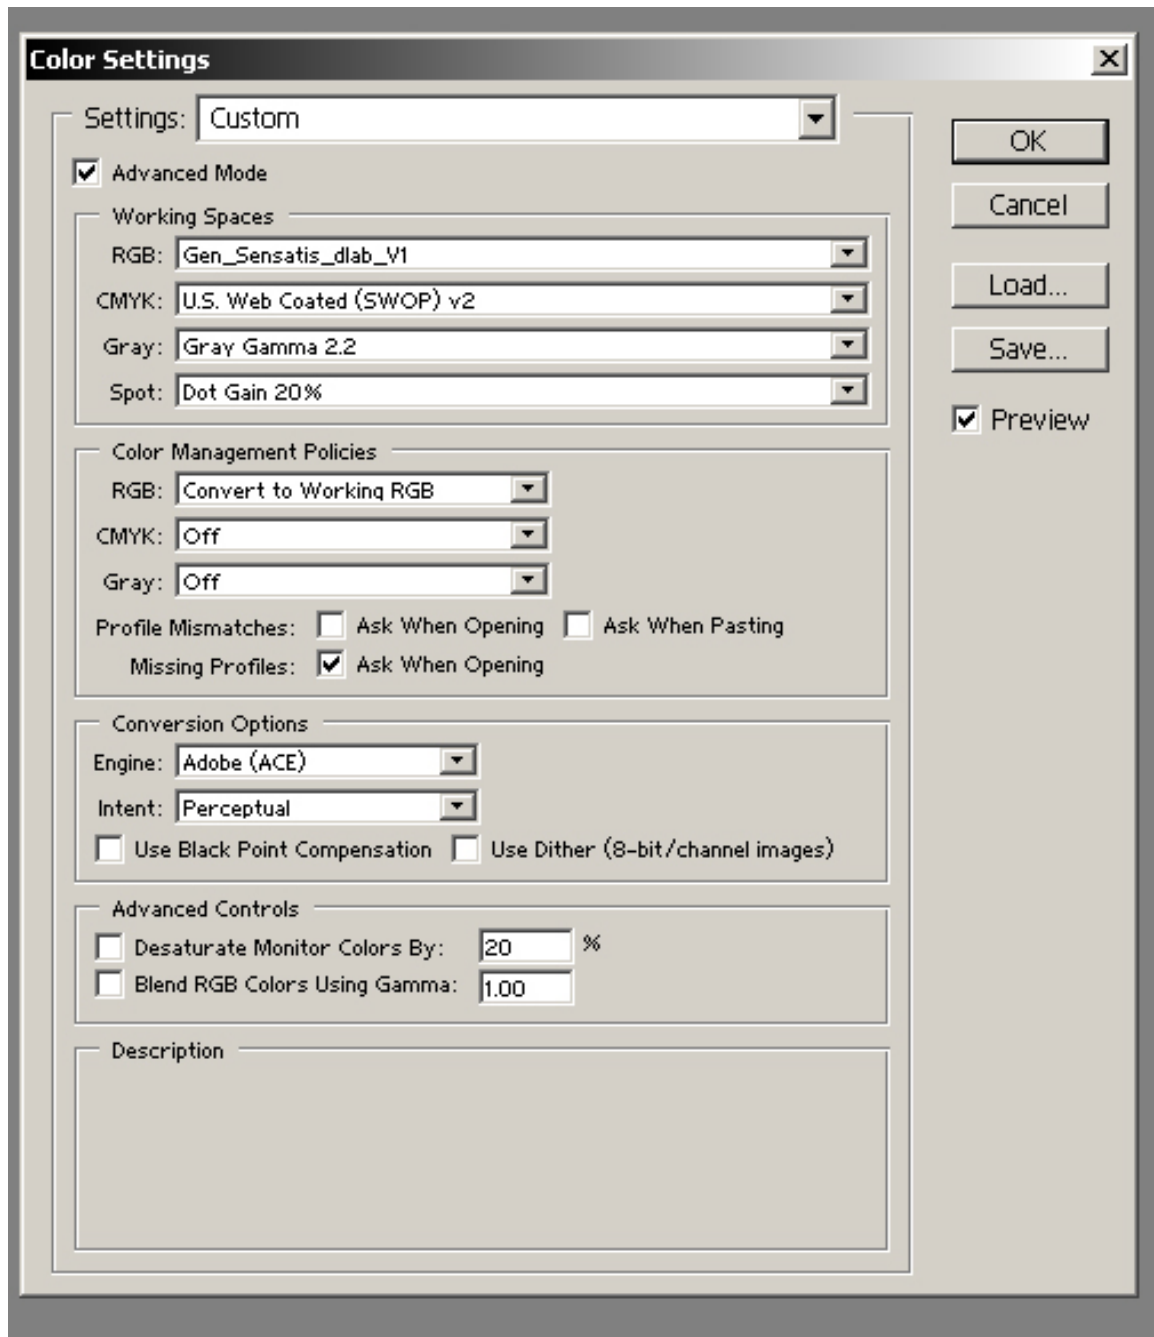 Color Settings
Settings: Custom
OK
Advanced Mode
Cancel
Working Spaces
RGB: Gen_Sensatis_dlab_V1
Load...
CMYK: U.S. Web Coated (SWOP) v2
Gray: Gray Gamma 2.2
Save...
Spot: Dot Gain 20%
Preview
Color Management Policies
RGB: Convert to Working RGB
CMYK: Off
Gray: Off
Profile Mismatches: Ask When Opening Ask When Pasting
Missing Profiles: Ask When Opening
Conversion Options
Engine: Adobe (ACE)
Intent: Perceptual
Use Black Point Compensation Use Dither (8-bit/channel images)
Advanced Controls
Desaturate Monitor Colors By: 20 %
Blend RGB Colors Using Gamma: 1.00
Description